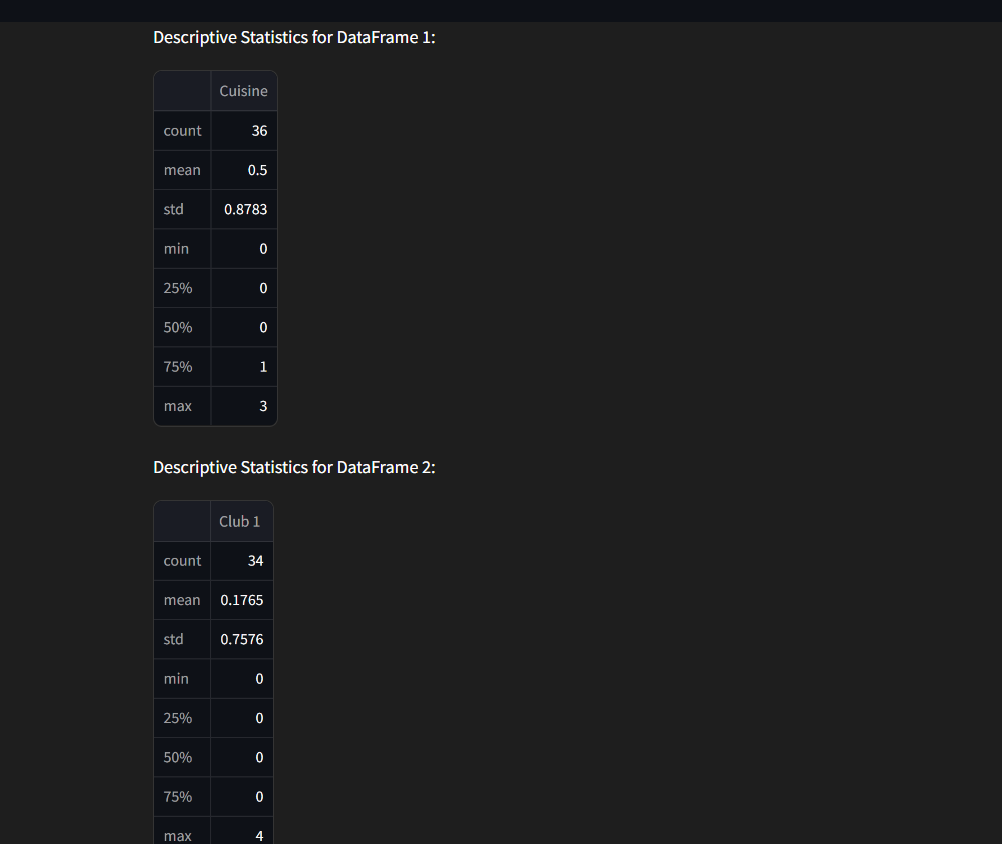 Descriptive Statistics for DataFrame 1:
Cuisine
count 36
mean 0.5
std 0.8783
min 0
25% 0
50% 0
75% 1
max 3
Descriptive Statistics for DataFrame 2:
Club 1
count 34
mean 0.1765
std 0.7576
min 0
25% 0
50% 0
75% 0
max 4